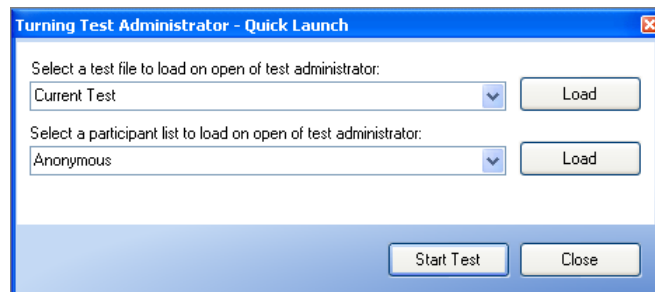 Turning Test Administrator - Quick Launch
Select a test file to load on open of test administrator:
Current Test
Load
Select a participant list to load on open of test administrator:
Anonymous
Load
Start Test
Close